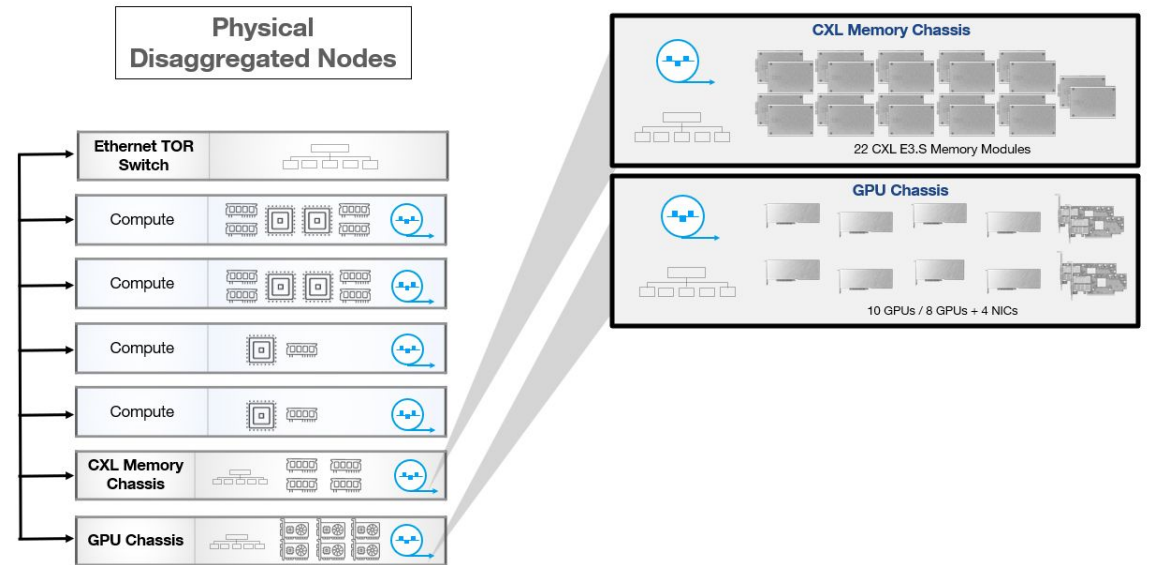 Physical
Disaggregated Nodes
Ethernet TOR
Switch
Compute
Compute
Compute
Compute
CXL Memory
Chassis
GPU Chassis
CXL Memory Chassis
22 CXL E3.S Memory Modules
GPU Chassis
10 GPUs / 8 GPUs + 4 NICs